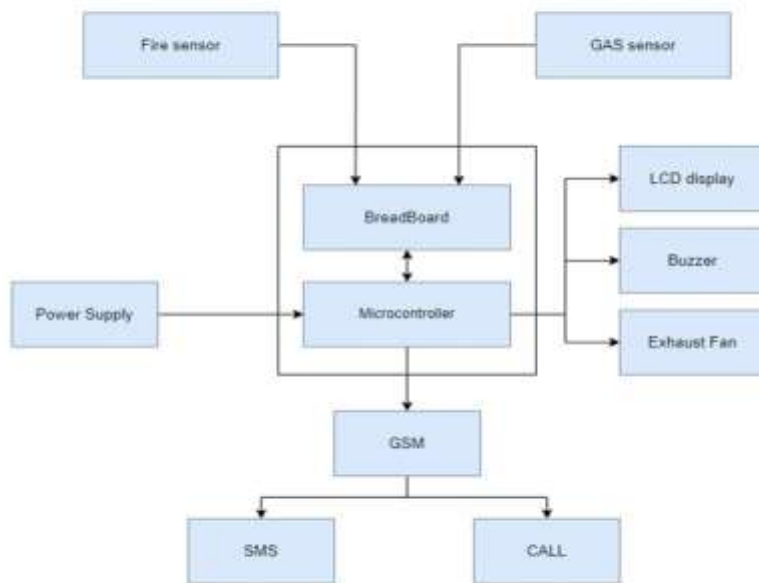 Fire sensor
GAS sensor
LCD display
BreadBoard
Buzzer
Power Supply
Microcontroller
Exhaust Fan
GSM
SMS
CALL